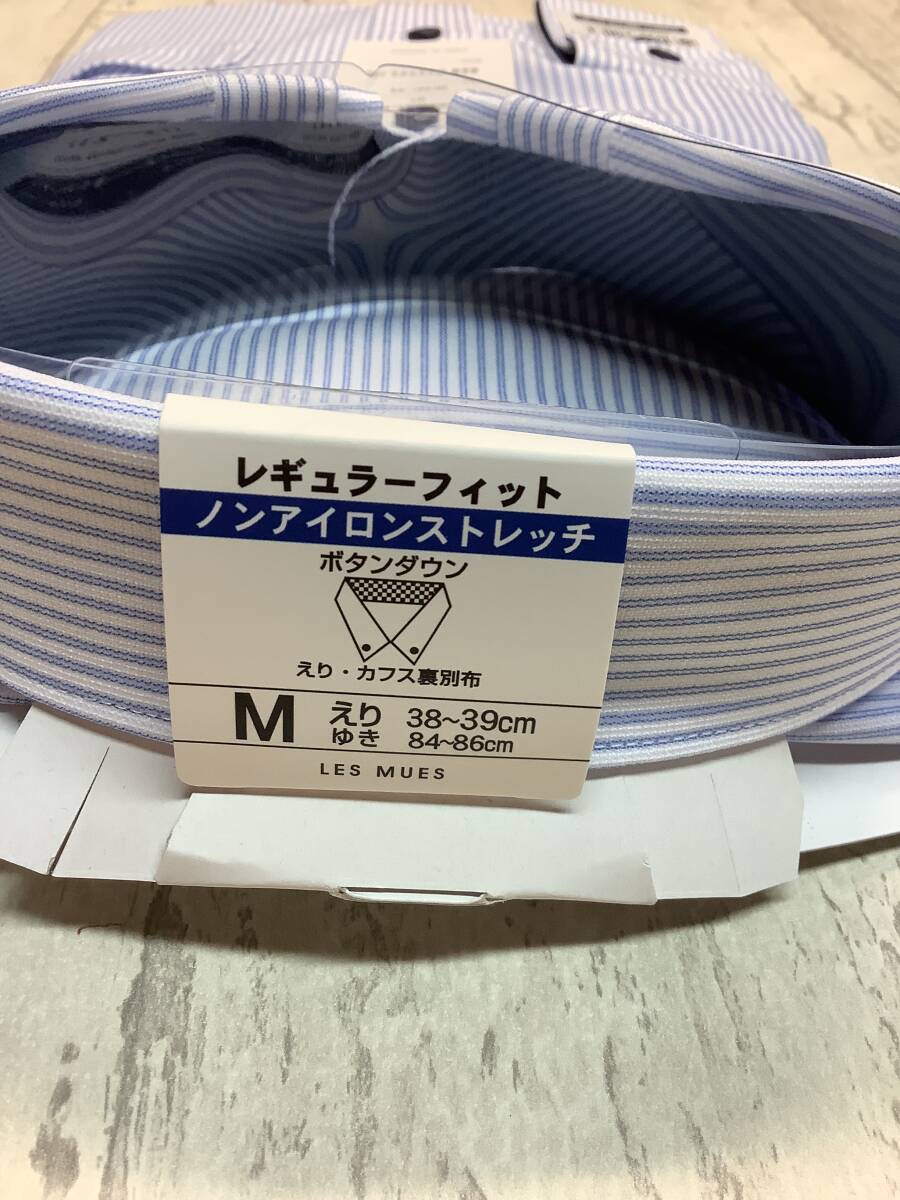 レギュラーフィット
ノンアイロンストレッチ
ボタンダウン
えり・カフス裏別布
M えり 38~39cm
ゆき 84~86cm
LES MUES